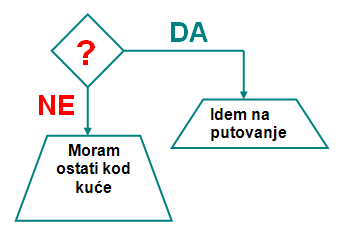 ?
DA
NE
Idem na
putovanje
Moram
ostati kod
kuće